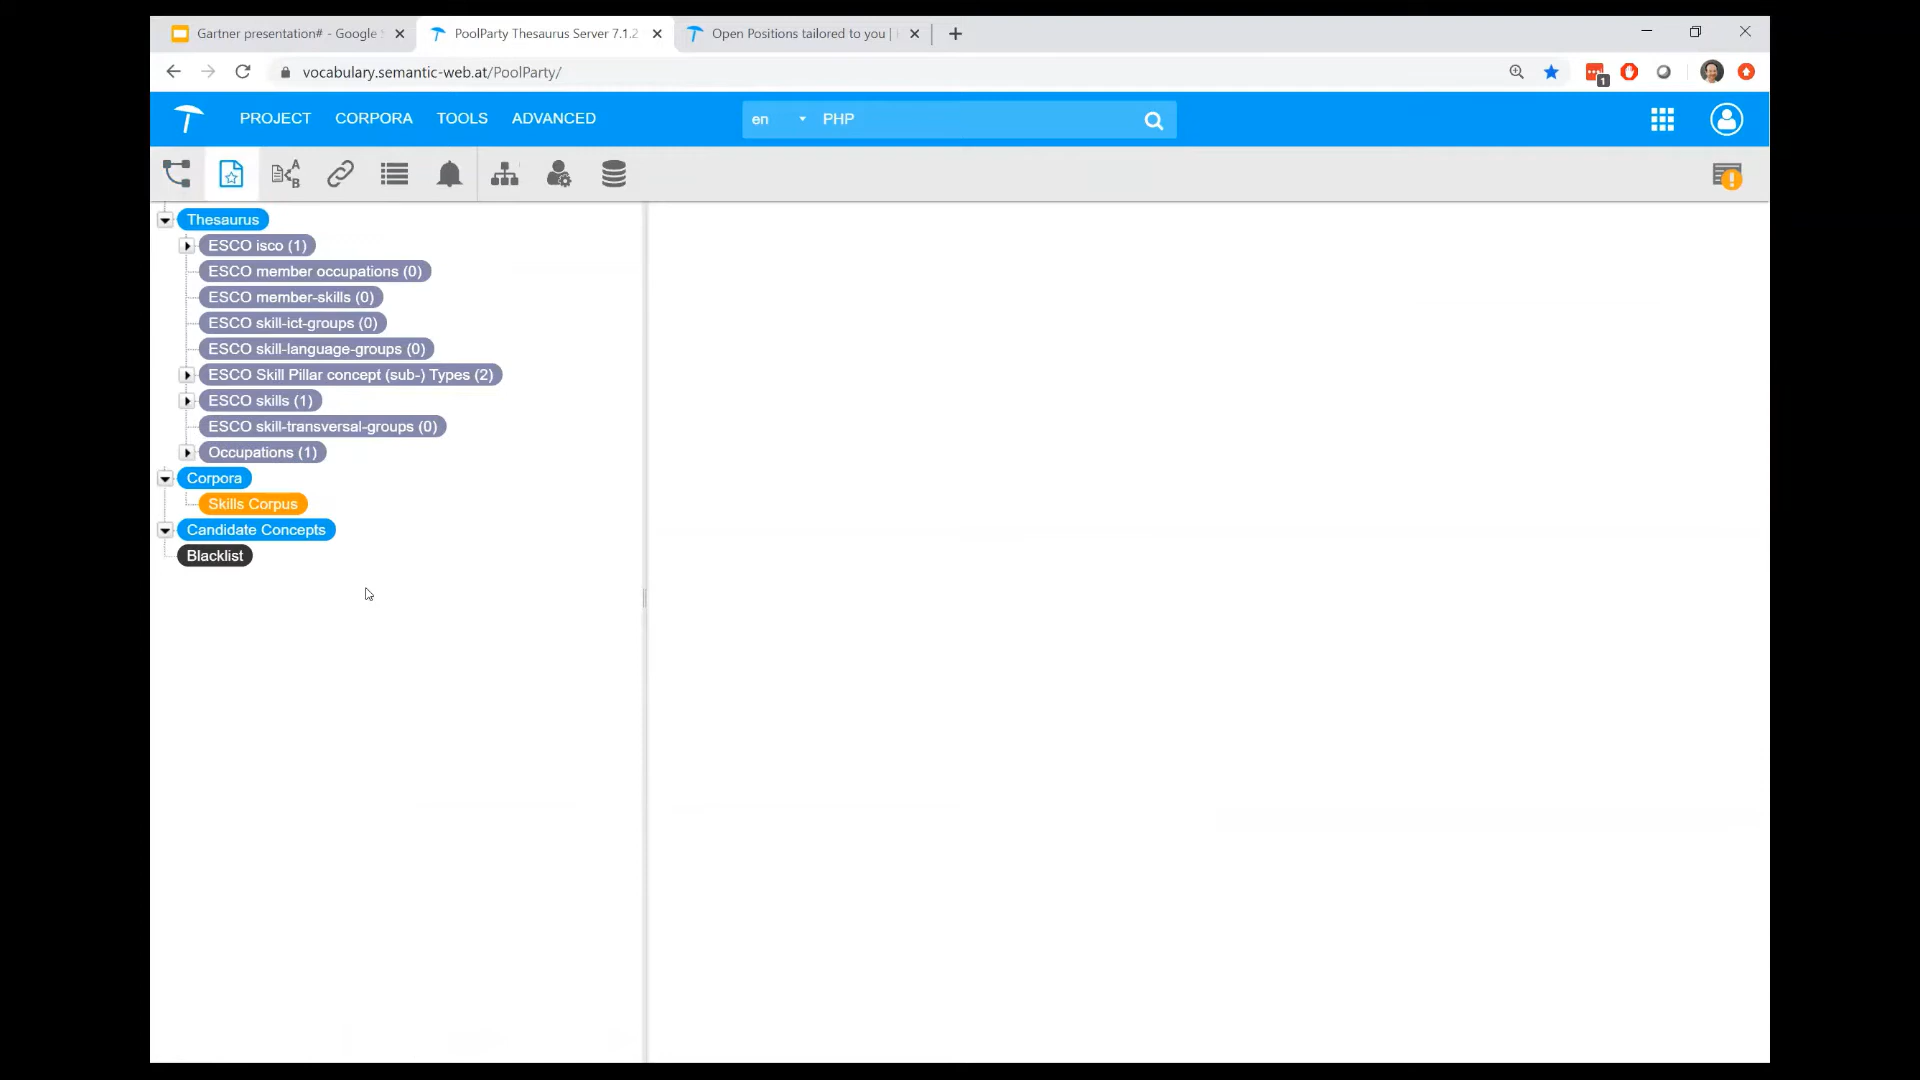 Gartner presentation# - Google
PoolParty Thesaurus Server 7.1.2
Open Positions tailored to you |
vocabulary.semantic-web.at/PoolParty/
1
PROJECT CORPORA TOOLS ADVANCED
en PHP
A
B
Thesaurus
ESCO isco (1)
ESCO member occupations (0)
ESCO member-skills (0)
ESCO skill-ict-groups (0)
ESCO skill-language-groups (0)
ESCO Skill Pillar concept (sub-) Types (2)
ESCO skills (1)
ESCO skill-transversal-groups (0)
Occupations (1)
Corpora
Skills Corpus
Candidate Concepts
Blacklist